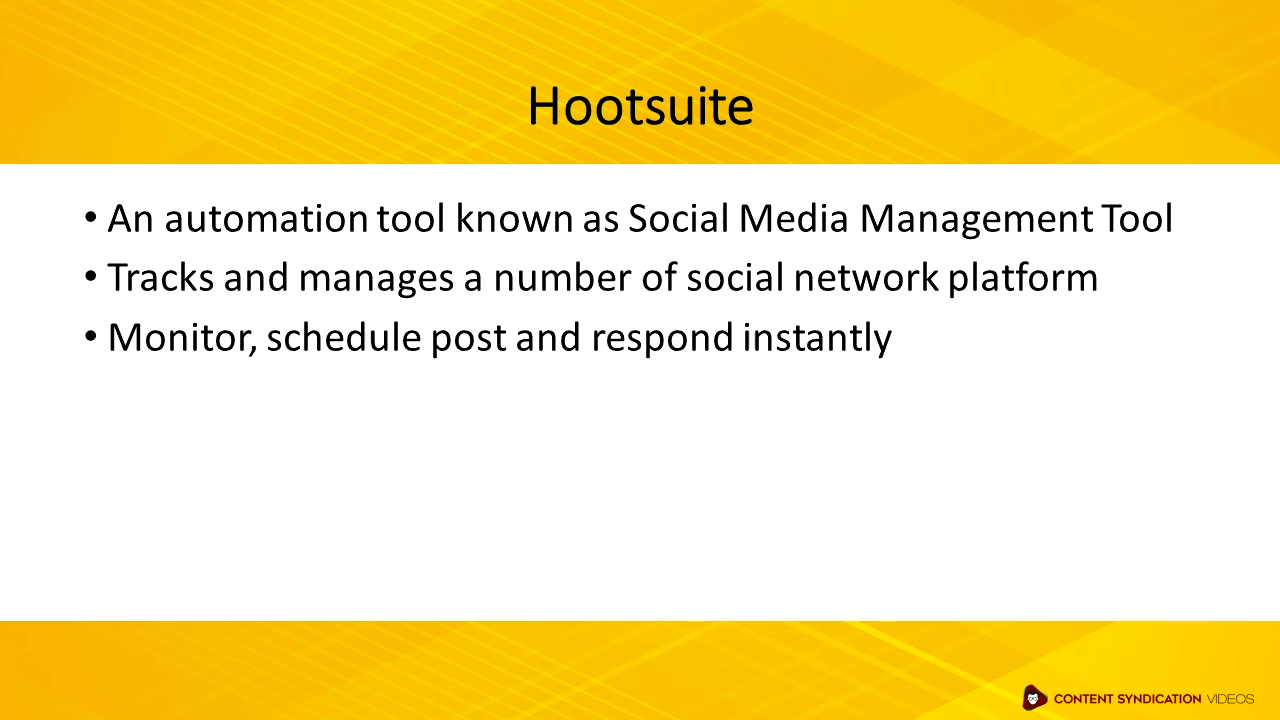 Hootsuite
• An automation tool known as Social Media Management Tool
• Tracks and manages a number of social network platform
• Monitor, schedule post and respond instantly
CONTENT SYNDICATION VIDEOS